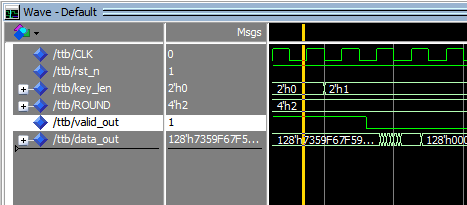 Wave - Default
Msgs
/ttb/CLK 0
/ttb/rst_n 1
/ttb/key_len 2'h0 2'h0 2'h1
/ttb/ROUND 4'h2 4'h2
/ttb/valid_out 1
/ttb/data_out 128'h7359F67F5... 128'h7359F67F59... 128'h000